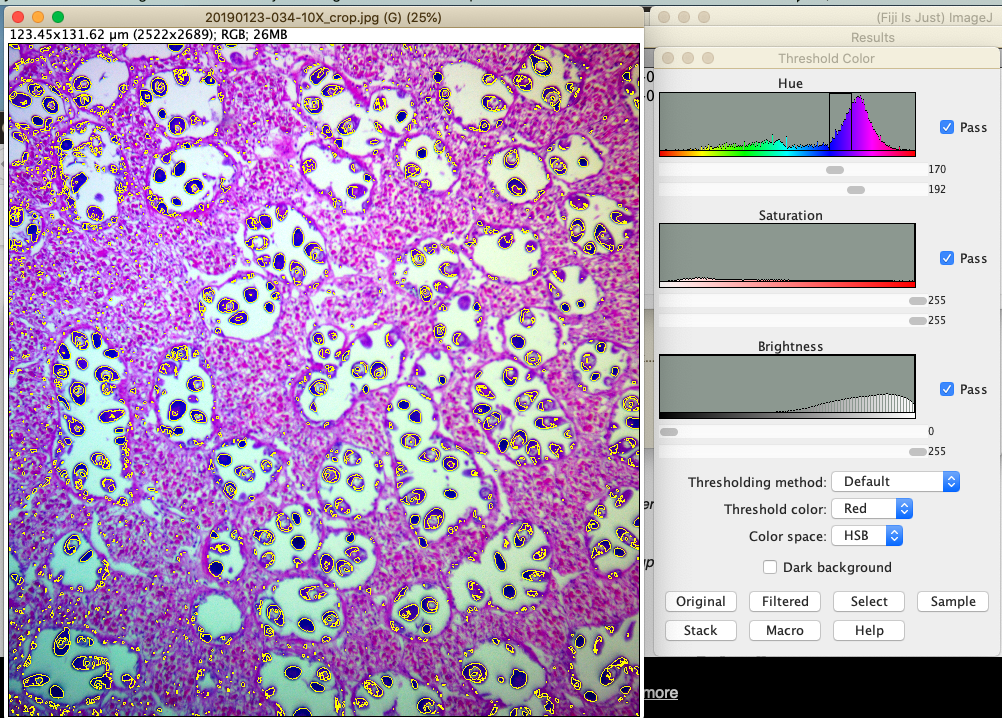 20190123-034-10X_crop.jpg (G) (25%)
123.45x131.62 µm (2522x2689); RGB; 26MB
(Fiji Is Just) ImageJ
Results
Threshold Color
Hue
Pass
170
192
Saturation
Pass
255
255
Brightness
Pass
0
255
Thresholding method: Default
Threshold color: Red
Color space: HSB
Dark background
Original Filtered Select Sample
Stack Macro Help
more